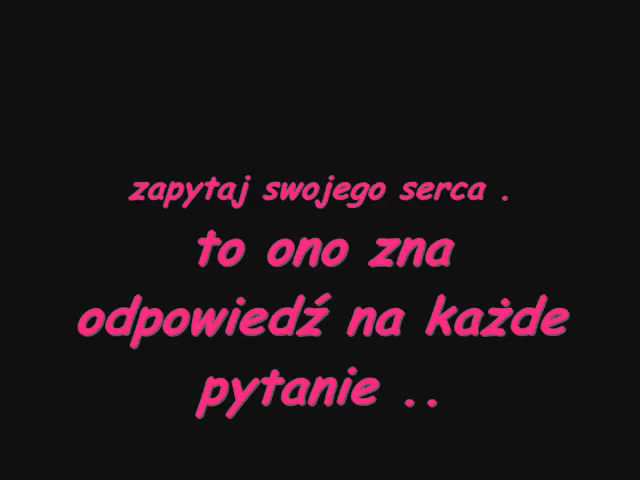 zapytaj swojego serca .
to ono zna
odpowiedź na każde
pytanie ..